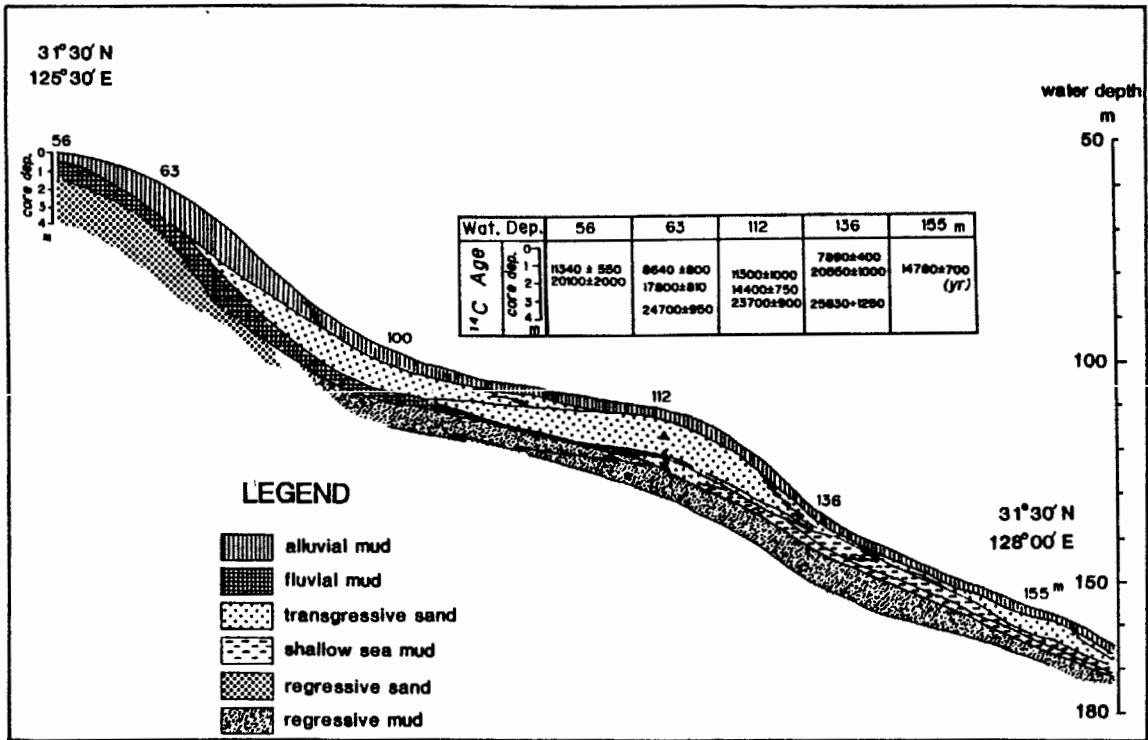 31°30′N
125°30′E
water depth
m
50
56
63
0
1
2
3
4
core dep.
m
Wat. Dep. 56 63 112 136 155 m
14C Age
core dep.
0
1
2
3
4
m
11340 ± 560
20100±2000
8640 ±800
17800±810
24700±950
11300±1000
14400±750
23700±900
7890±400
20550±1000
25630+1250
14780±700
(yr)
100
100
112
136
LEGEND
31°30′N
128°00′E
alluvial mud
fluvial mud
transgressive sand
shallow sea mud
regressive sand
regressive mud
155 m
150
180